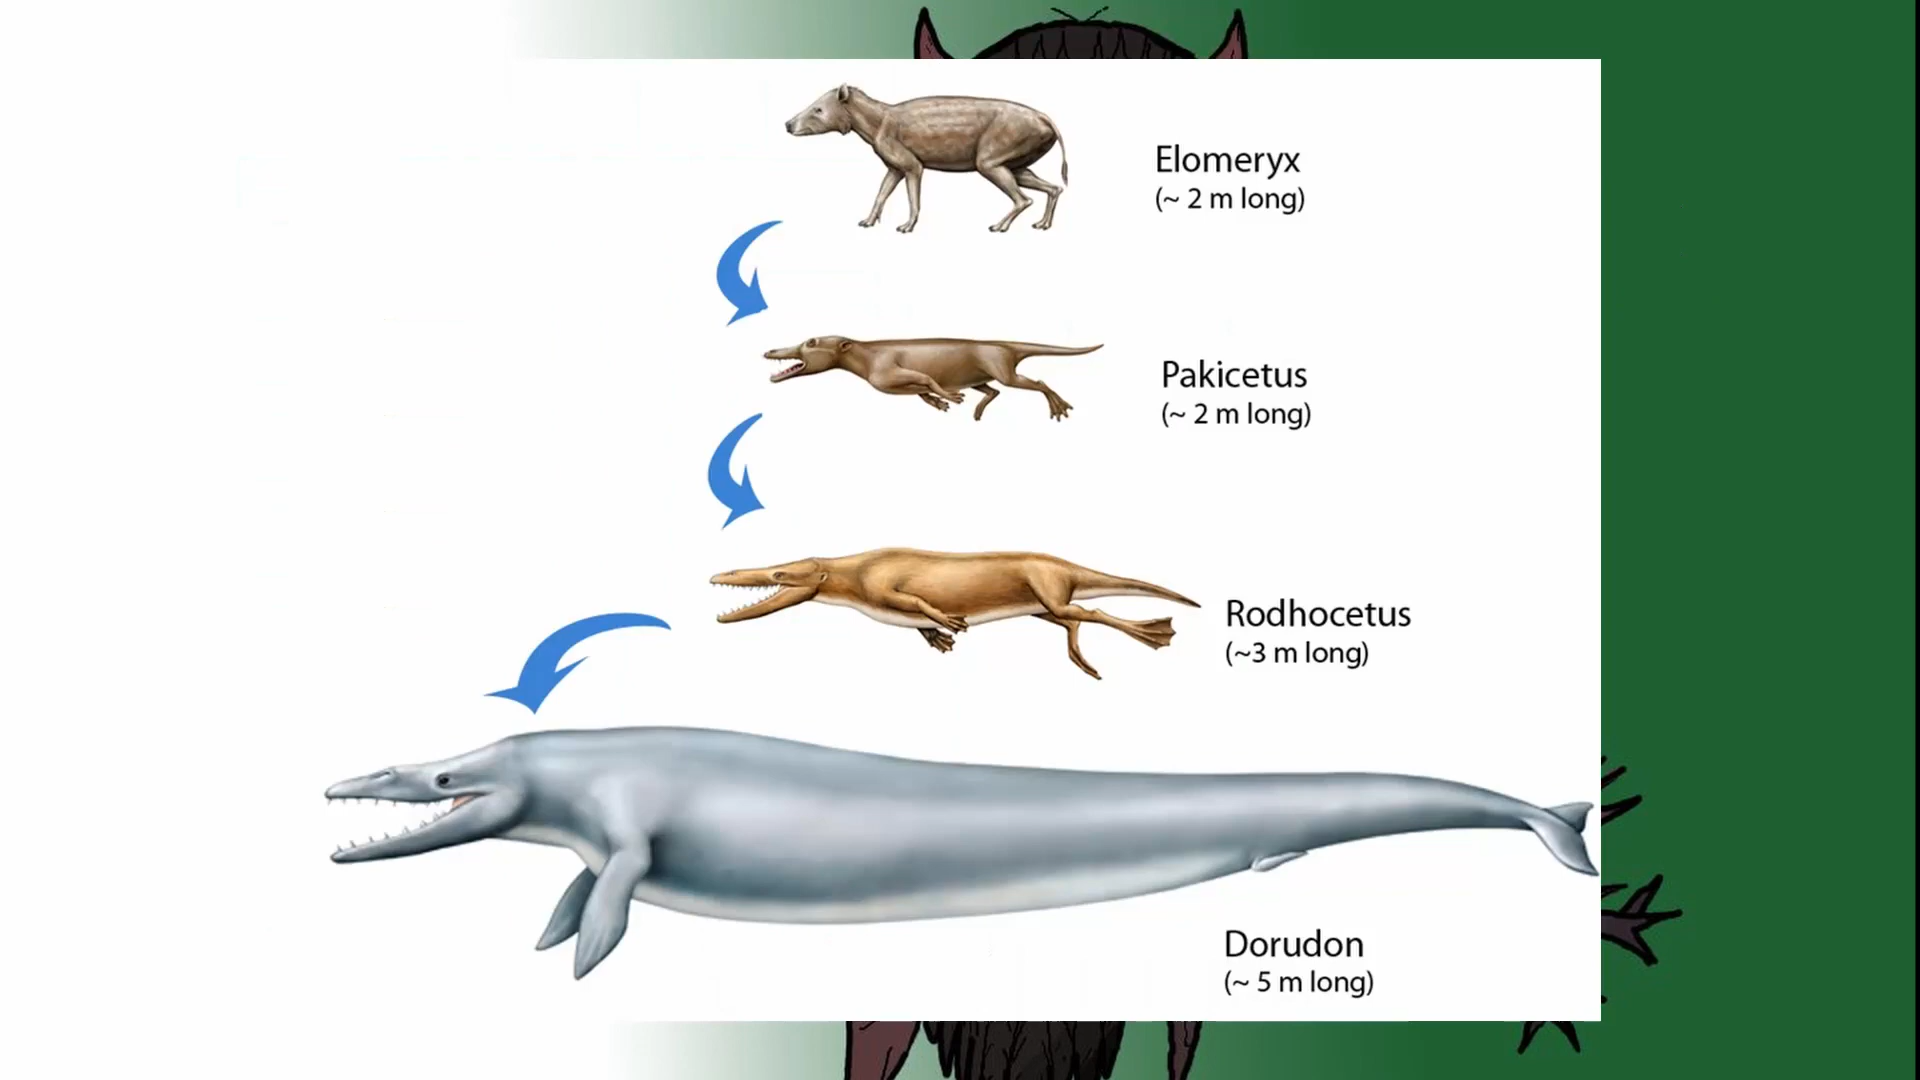 Elomeryx
(~ 2 m long)
Pakicetus
(~ 2 m long)
Rodhocetus
(~3 m long)
Dorudon
(~ 5 m long)